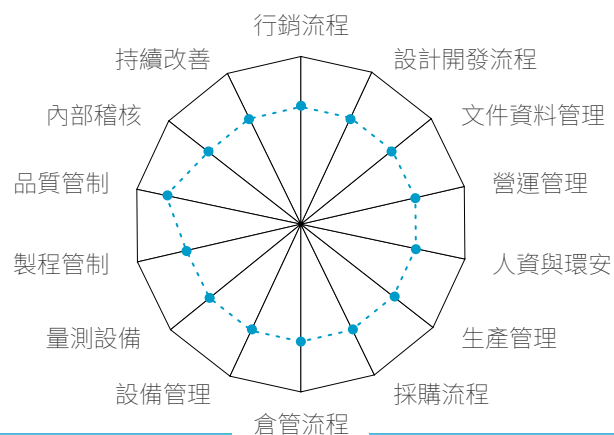 行銷流程
設計開發流程
文件資料管理
營運管理
人資與環安
生產管理
採購流程
倉管流程
設備管理
量測設備
製程管制
品質管制
內部稽核
持續改善